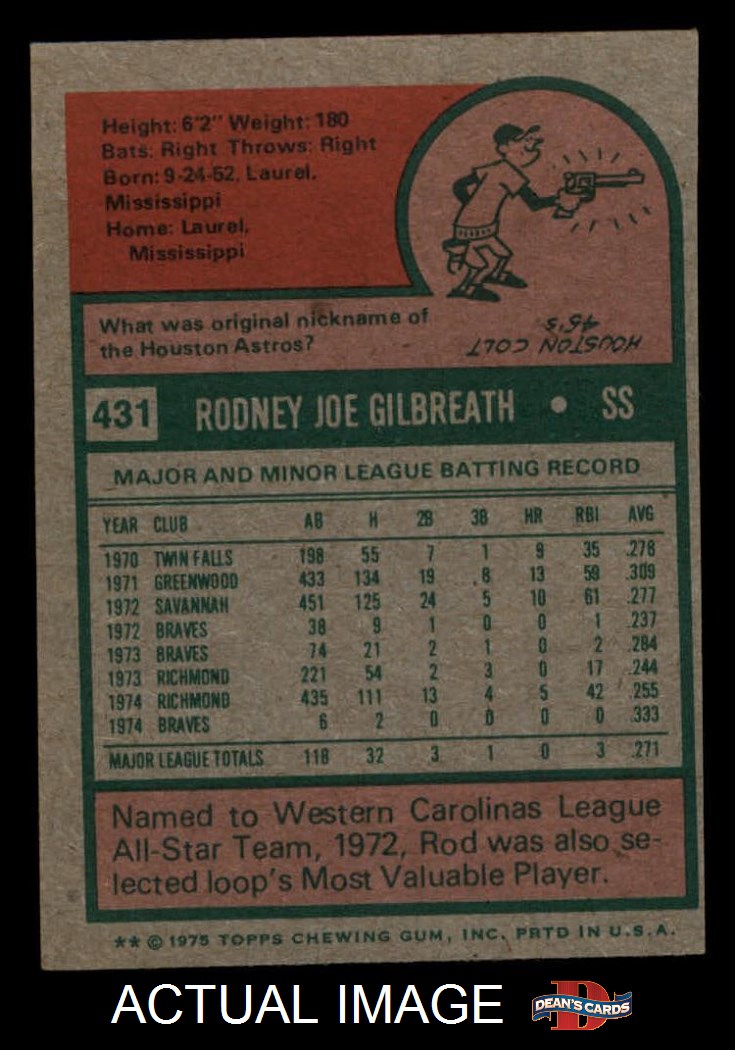 Height: 6'2" Weight: 180
Bats: Right Throws: Right
Born: 9-24-52, Laurel,
Mississippi
Home: Laurel,
Mississippi
What was original nickname of
the Houston Astros?
HOUSTON COLT
45's
431 RODNEY JOE GILBREATH • SS
MAJOR AND MINOR LEAGUE BATTING RECORD
YEAR CLUB AB H 2B 3B HR RBI AVG
1970 TWIN FALLS 198 55 7 1 9 35 .278
1971 GREENWOOD 433 134 19 8 13 59 .309
1972 SAVANNAH 451 125 24 5 10 61 .277
1972 BRAVES 38 9 1 0 0 1 .237
1973 BRAVES 74 21 2 1 0 2 .284
1973 RICHMOND 221 54 2 3 0 17 .244
1974 RICHMOND 435 111 13 4 5 42 .255
1974 BRAVES 6 2 0 0 0 0 .333
MAJOR LEAGUE TOTALS 118 32 3 1 0 3 .271
Named to Western Carolinas League
All-Star Team, 1972, Rod was also se-
lected loop's Most Valuable Player.
** © 1975 TOPPS CHEWING GUM, INC. PRTD IN U.S.A.
ACTUAL IMAGE
D
DEAN'S CARDS